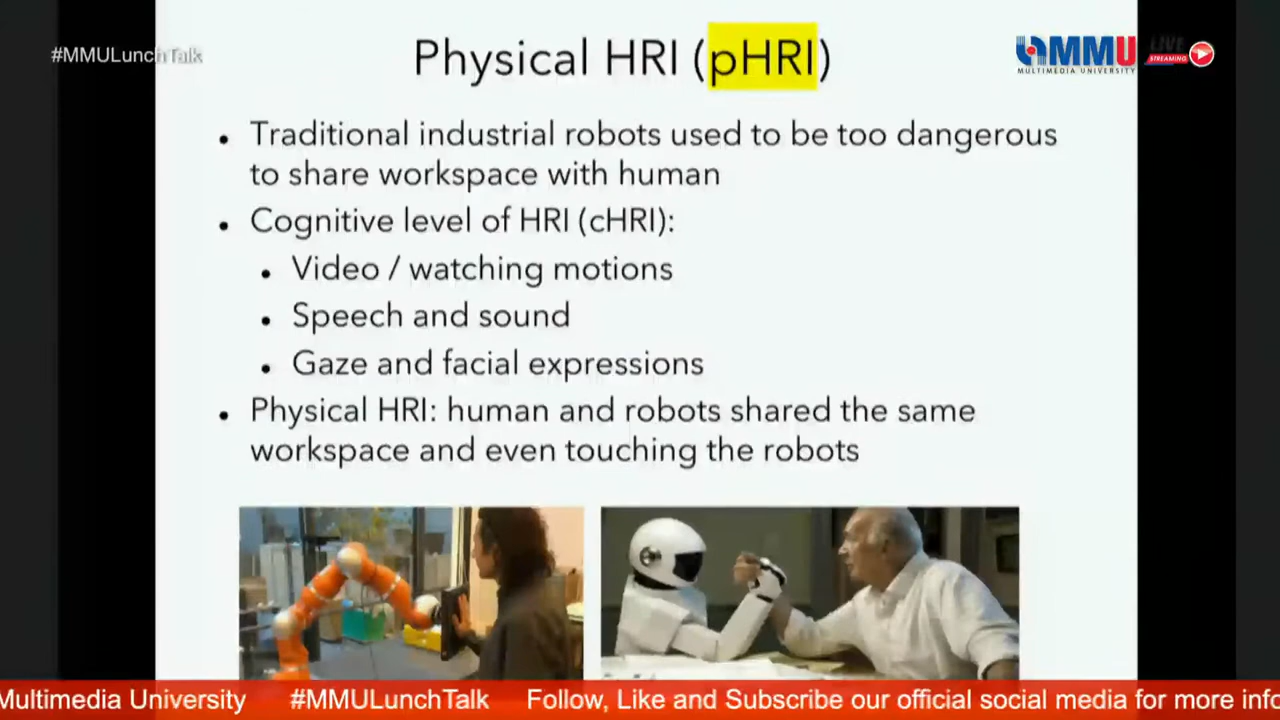 #MMULunchTalk
Physical HRI (pHRI)
MMU
MULTIMEDIA UNIVERSITY
LIVE
STREAMING
• Traditional industrial robots used to be too dangerous
to share workspace with human
• Cognitive level of HRI (cHRI):
• Video / watching motions
• Speech and sound
• Gaze and facial expressions
• Physical HRI: human and robots shared the same
workspace and even touching the robots
Multimedia University #MMULunchTalk Follow, Like and Subscribe our official social media for more info